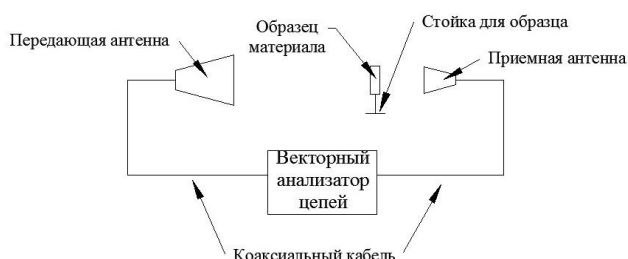 Передающая антенна
Образец
материала
Стойка для образца
Приемная антенна
Векторный
анализатор
цепей
Коаксиальный кабель